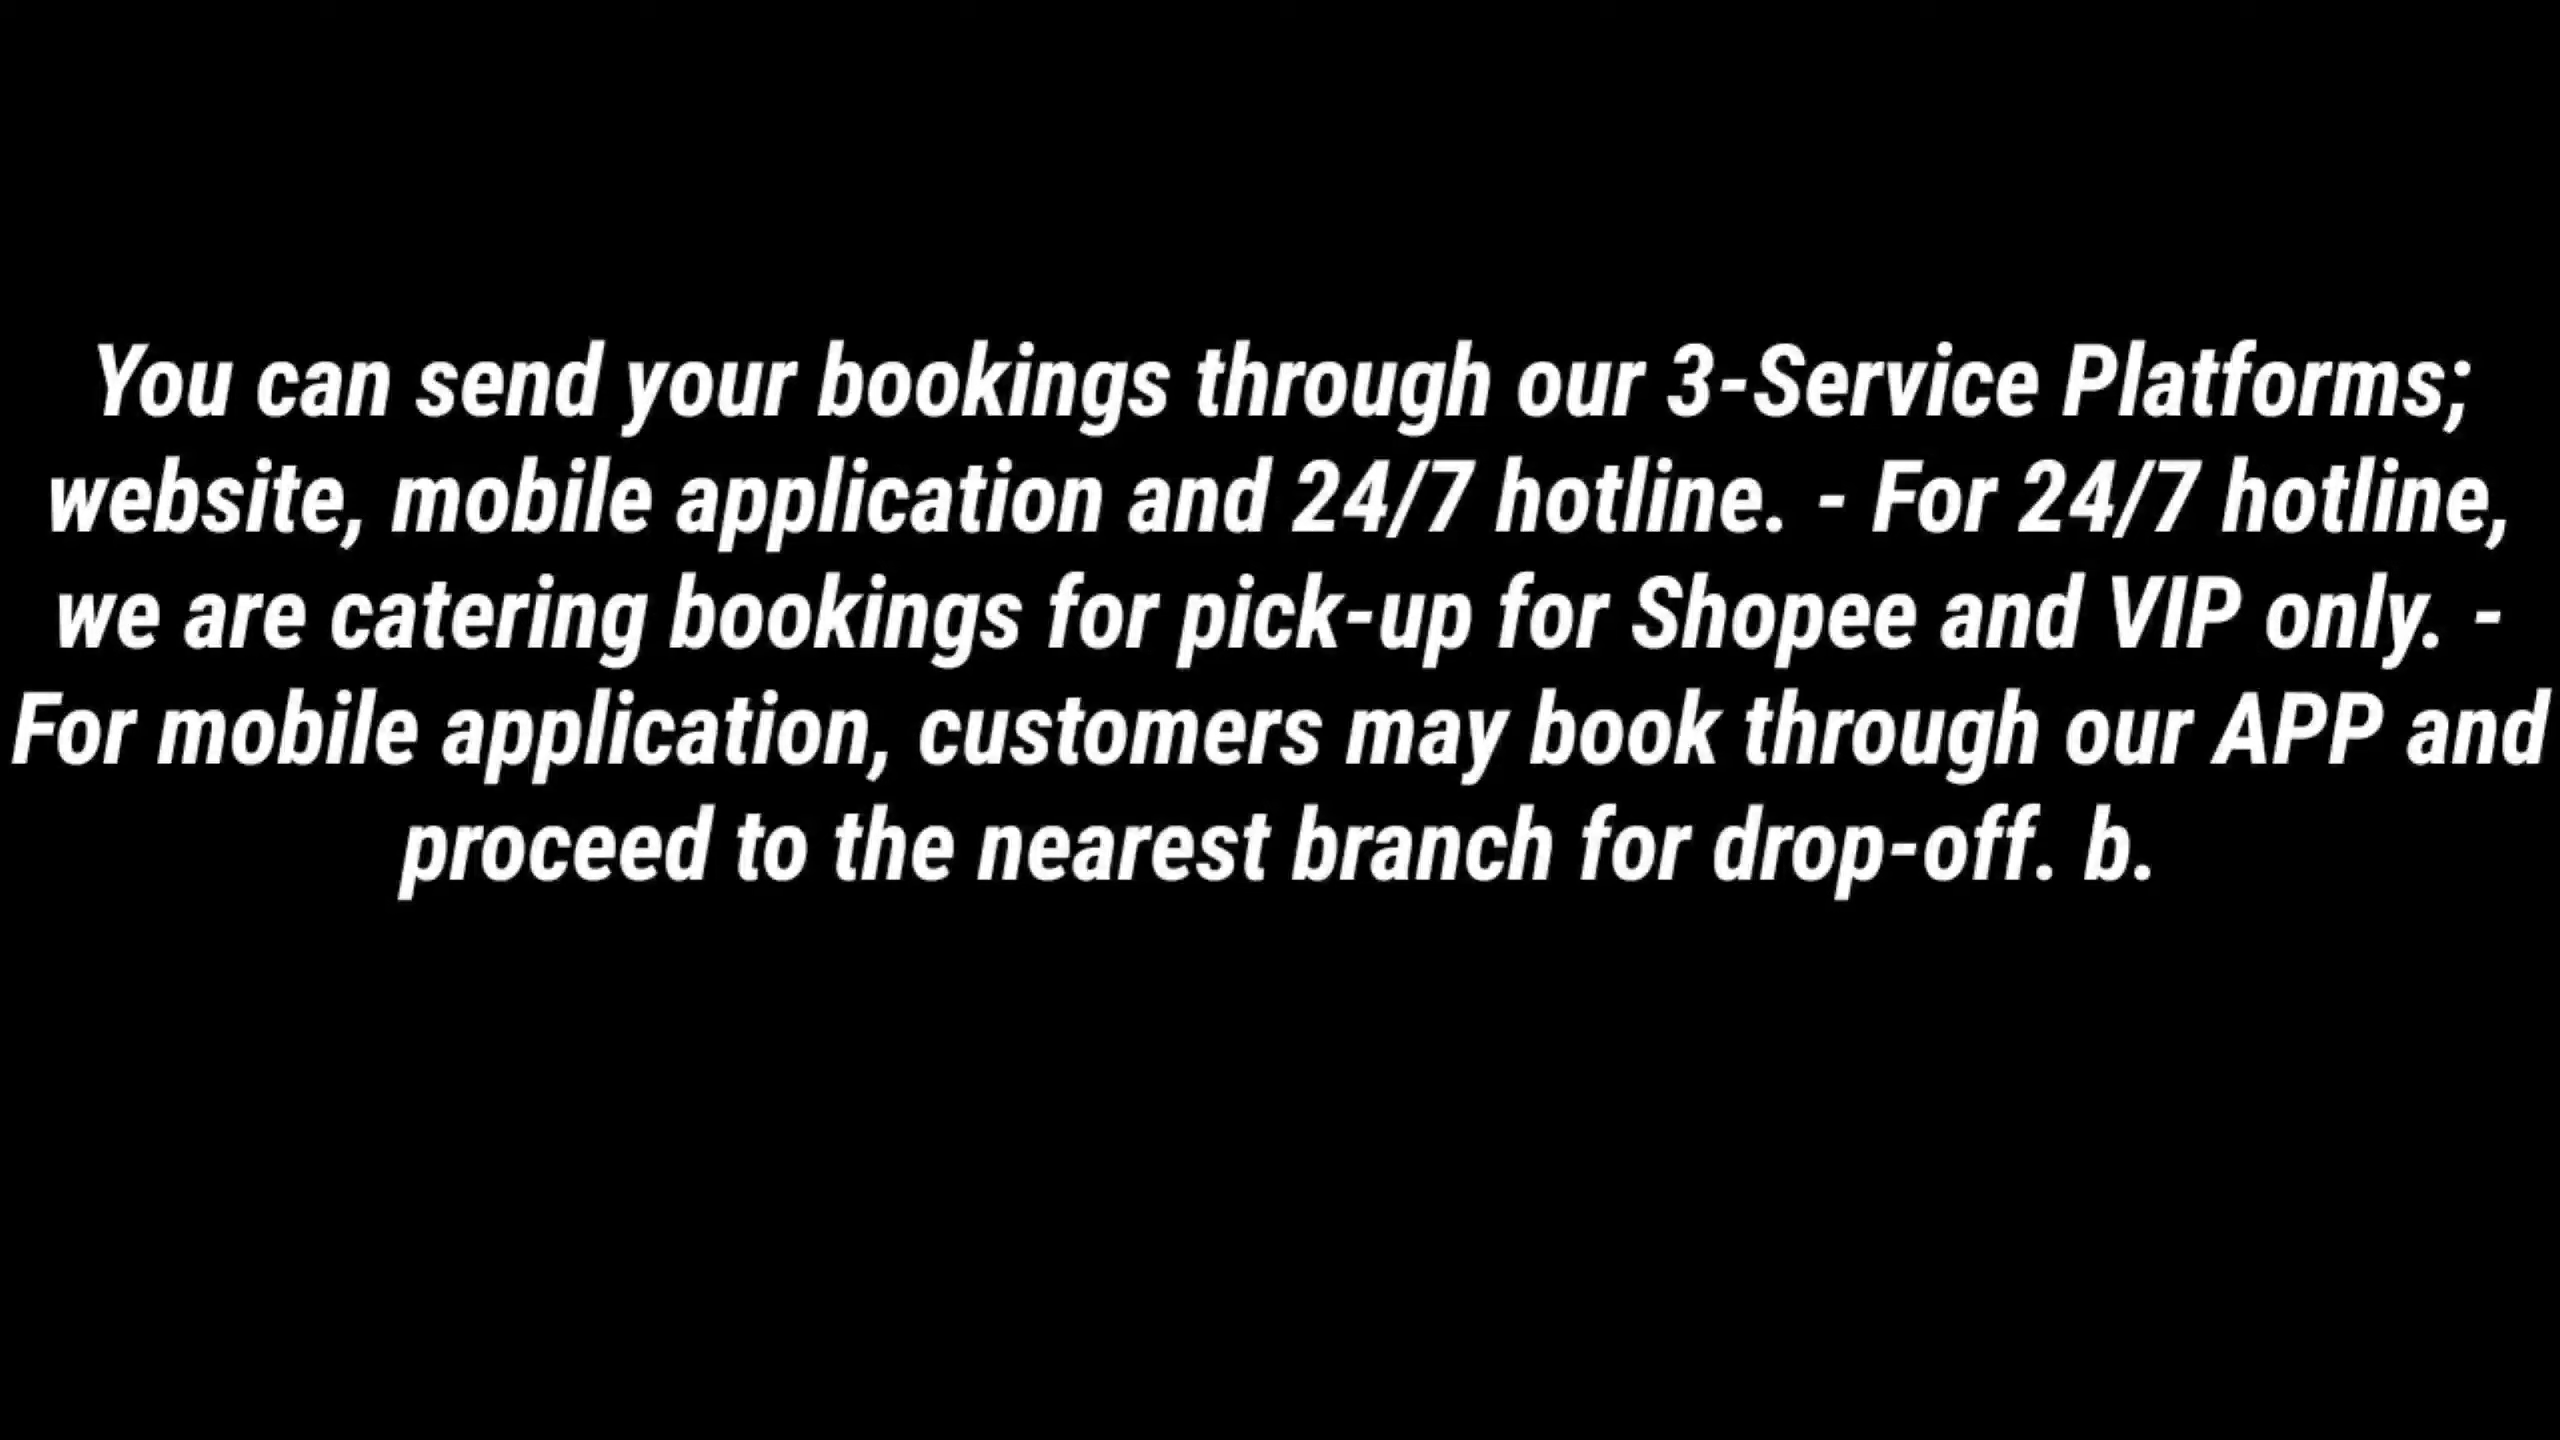 You can send your bookings through our 3-Service Platforms;
website, mobile application and 24/7 hotline. - For 24/7 hotline,
we are catering bookings for pick-up for Shopee and VIP only. -
For mobile application, customers may book through our APP and
proceed to the nearest branch for drop-off. b.